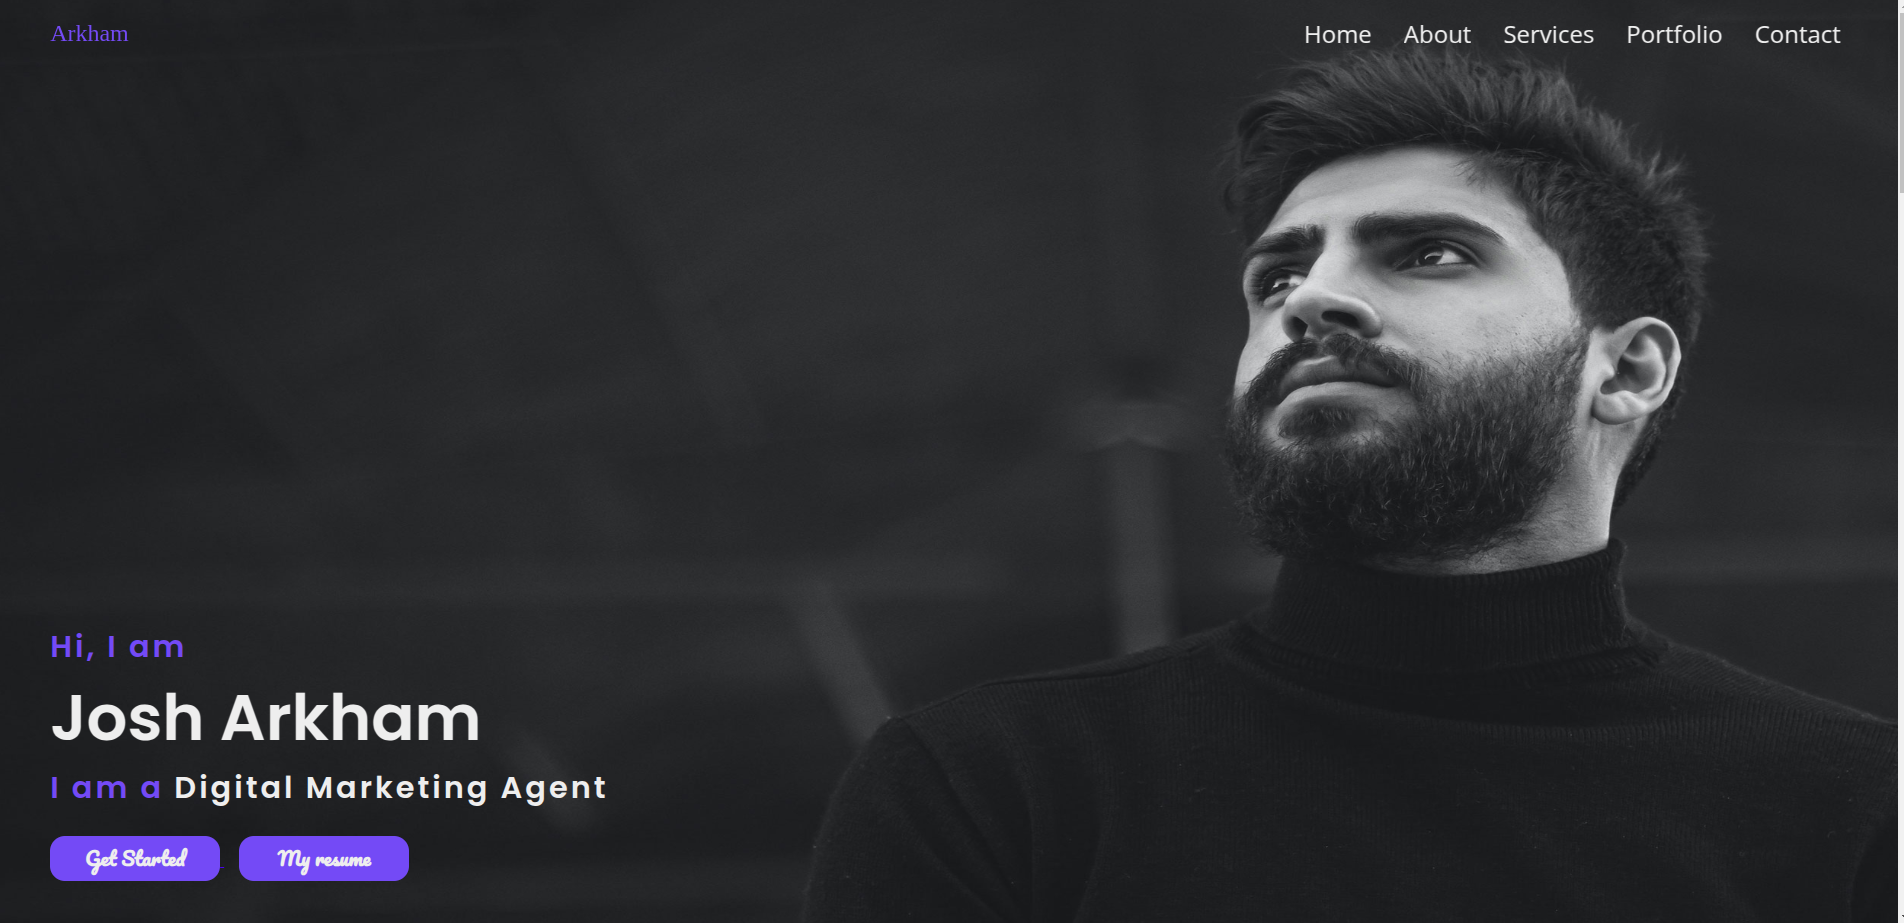 Arkham
Home About Services Portfolio Contact
Hi, I am
Josh Arkham
I am a Digital Marketing Agent
Get Started My resume